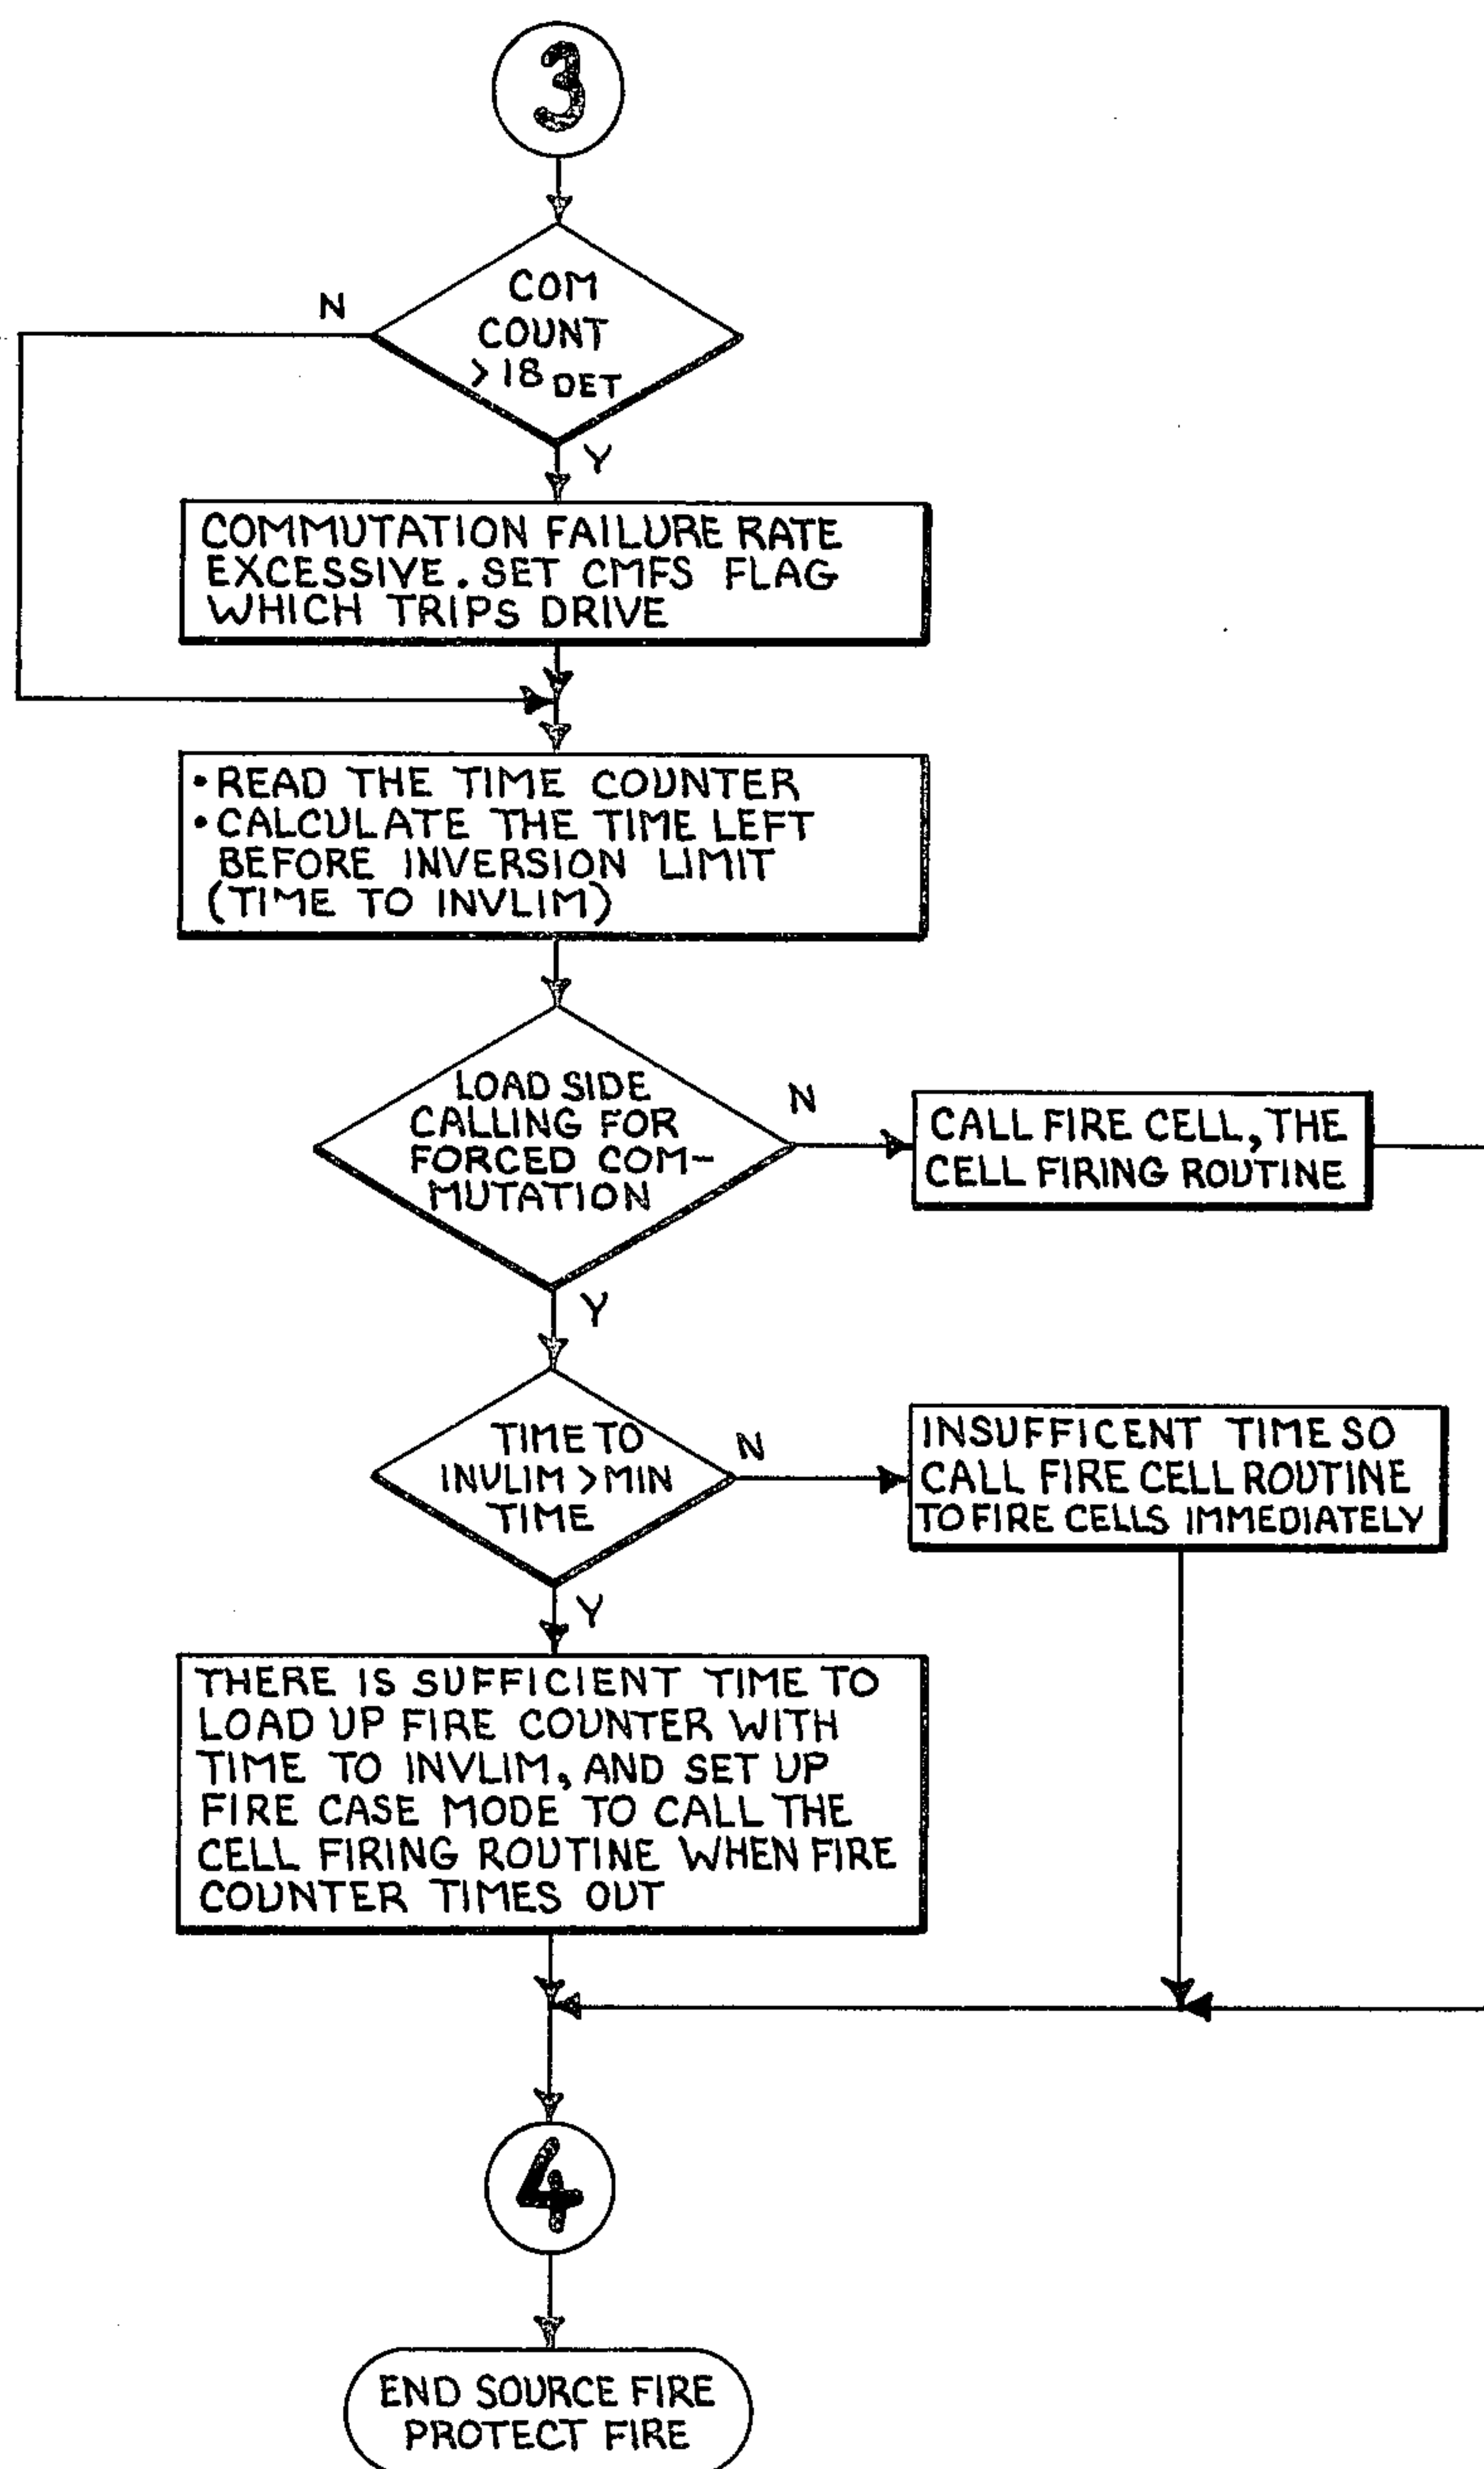 3
COM
COUNT
>18 DET
N
Y
COMMUTATION FAILURE RATE
EXCESSIVE. SET CMFS FLAG
WHICH TRIPS DRIVE
• READ THE TIME COUNTER
• CALCULATE THE TIME LEFT
BEFORE INVERSION LIMIT
(TIME TO INVLIM)
LOAD SIDE
CALLING FOR
FORCED COM-
MUTATION
N
CALL FIRE CELL, THE
CELL FIRING ROUTINE
Y
TIME TO
INVLIM > MIN
TIME
N
INSUFFICENT TIME SO
CALL FIRE CELL ROUTINE
TO FIRE CELLS IMMEDIATELY
Y
THERE IS SUFFICIENT TIME TO
LOAD UP FIRE COUNTER WITH
TIME TO INVLIM, AND SET UP
FIRE CASE MODE TO CALL THE
CELL FIRING ROUTINE WHEN FIRE
COUNTER TIMES OUT
4
END SOURCE FIRE
PROTECT FIRE